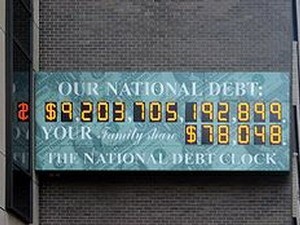 OUR NATIONAL DEBT:
$9,203,705,192,899.
YOUR Family share $78,048
THE NATIONAL DEBT CLOCK